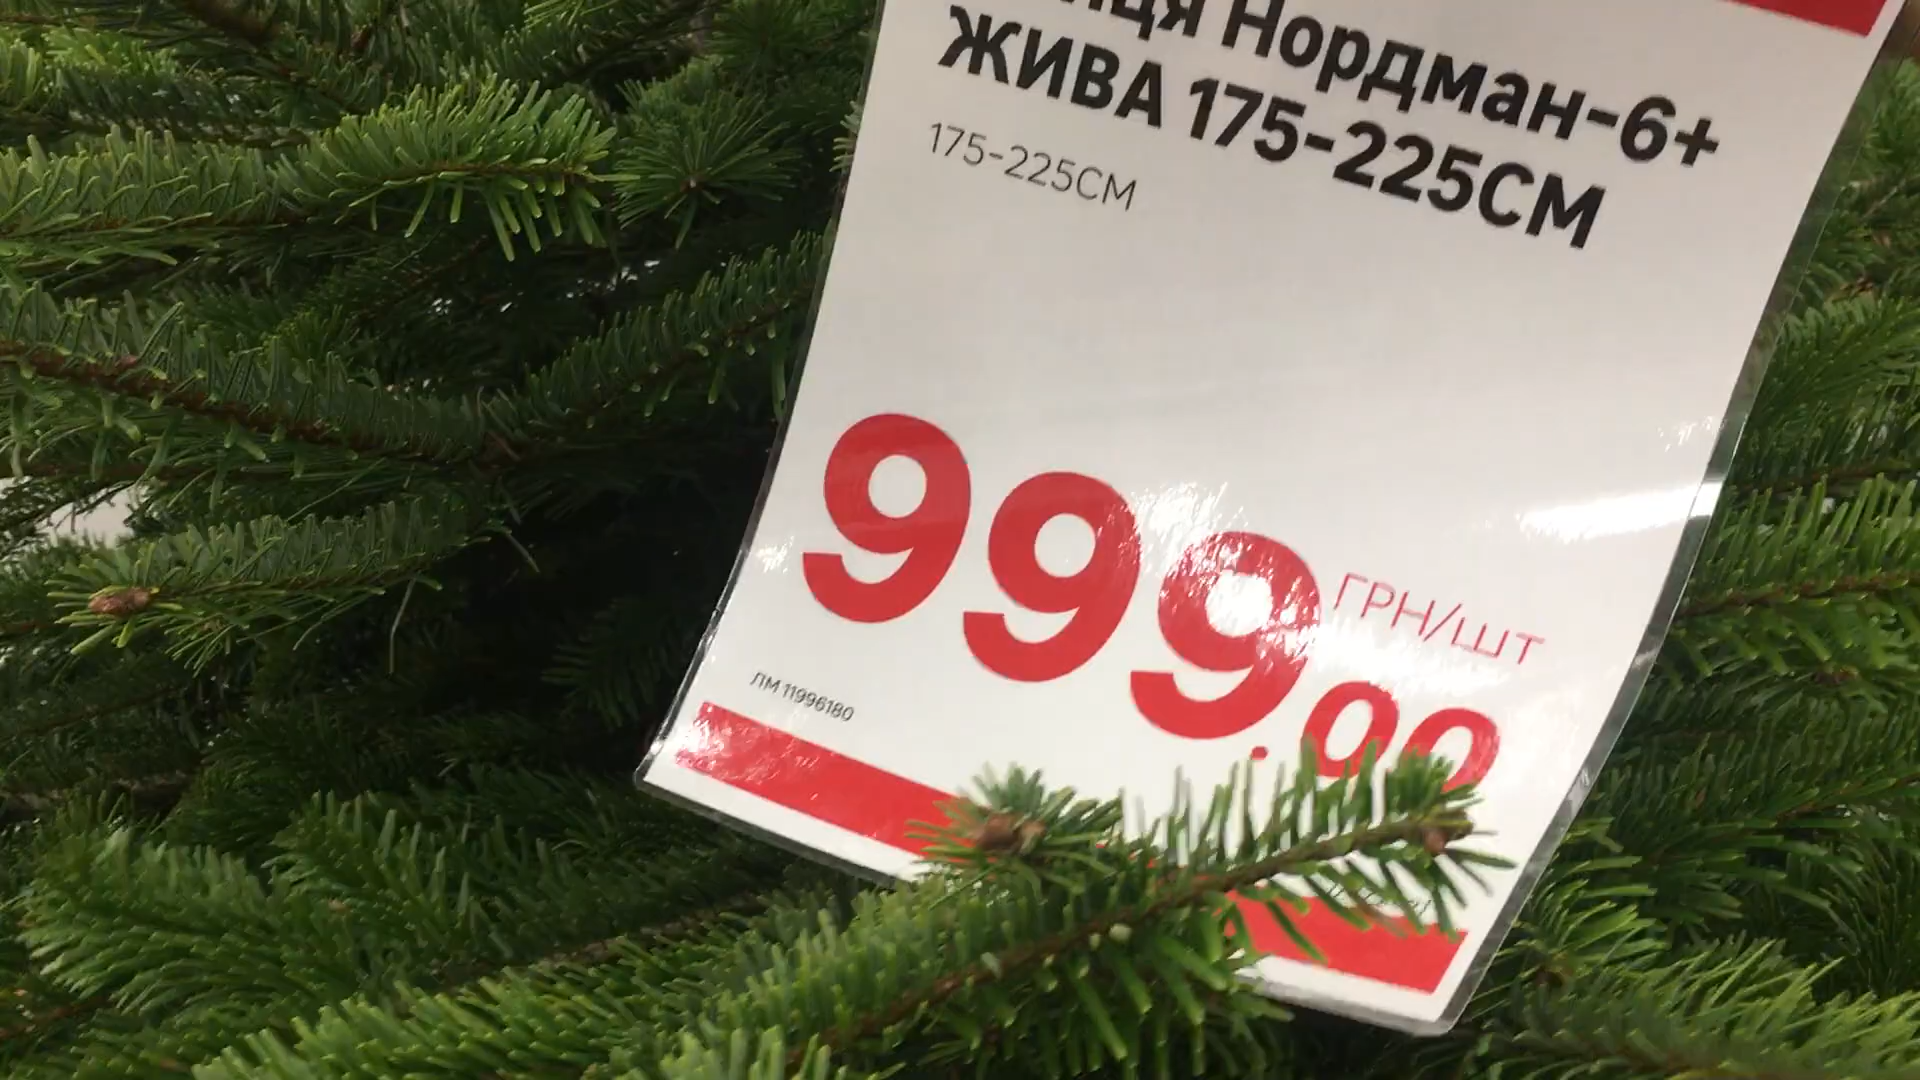 Нордман-6+
ЖИВА 175-225СМ
175-225СМ
999.00
ГРН/ШТ
ЛМ 11996180